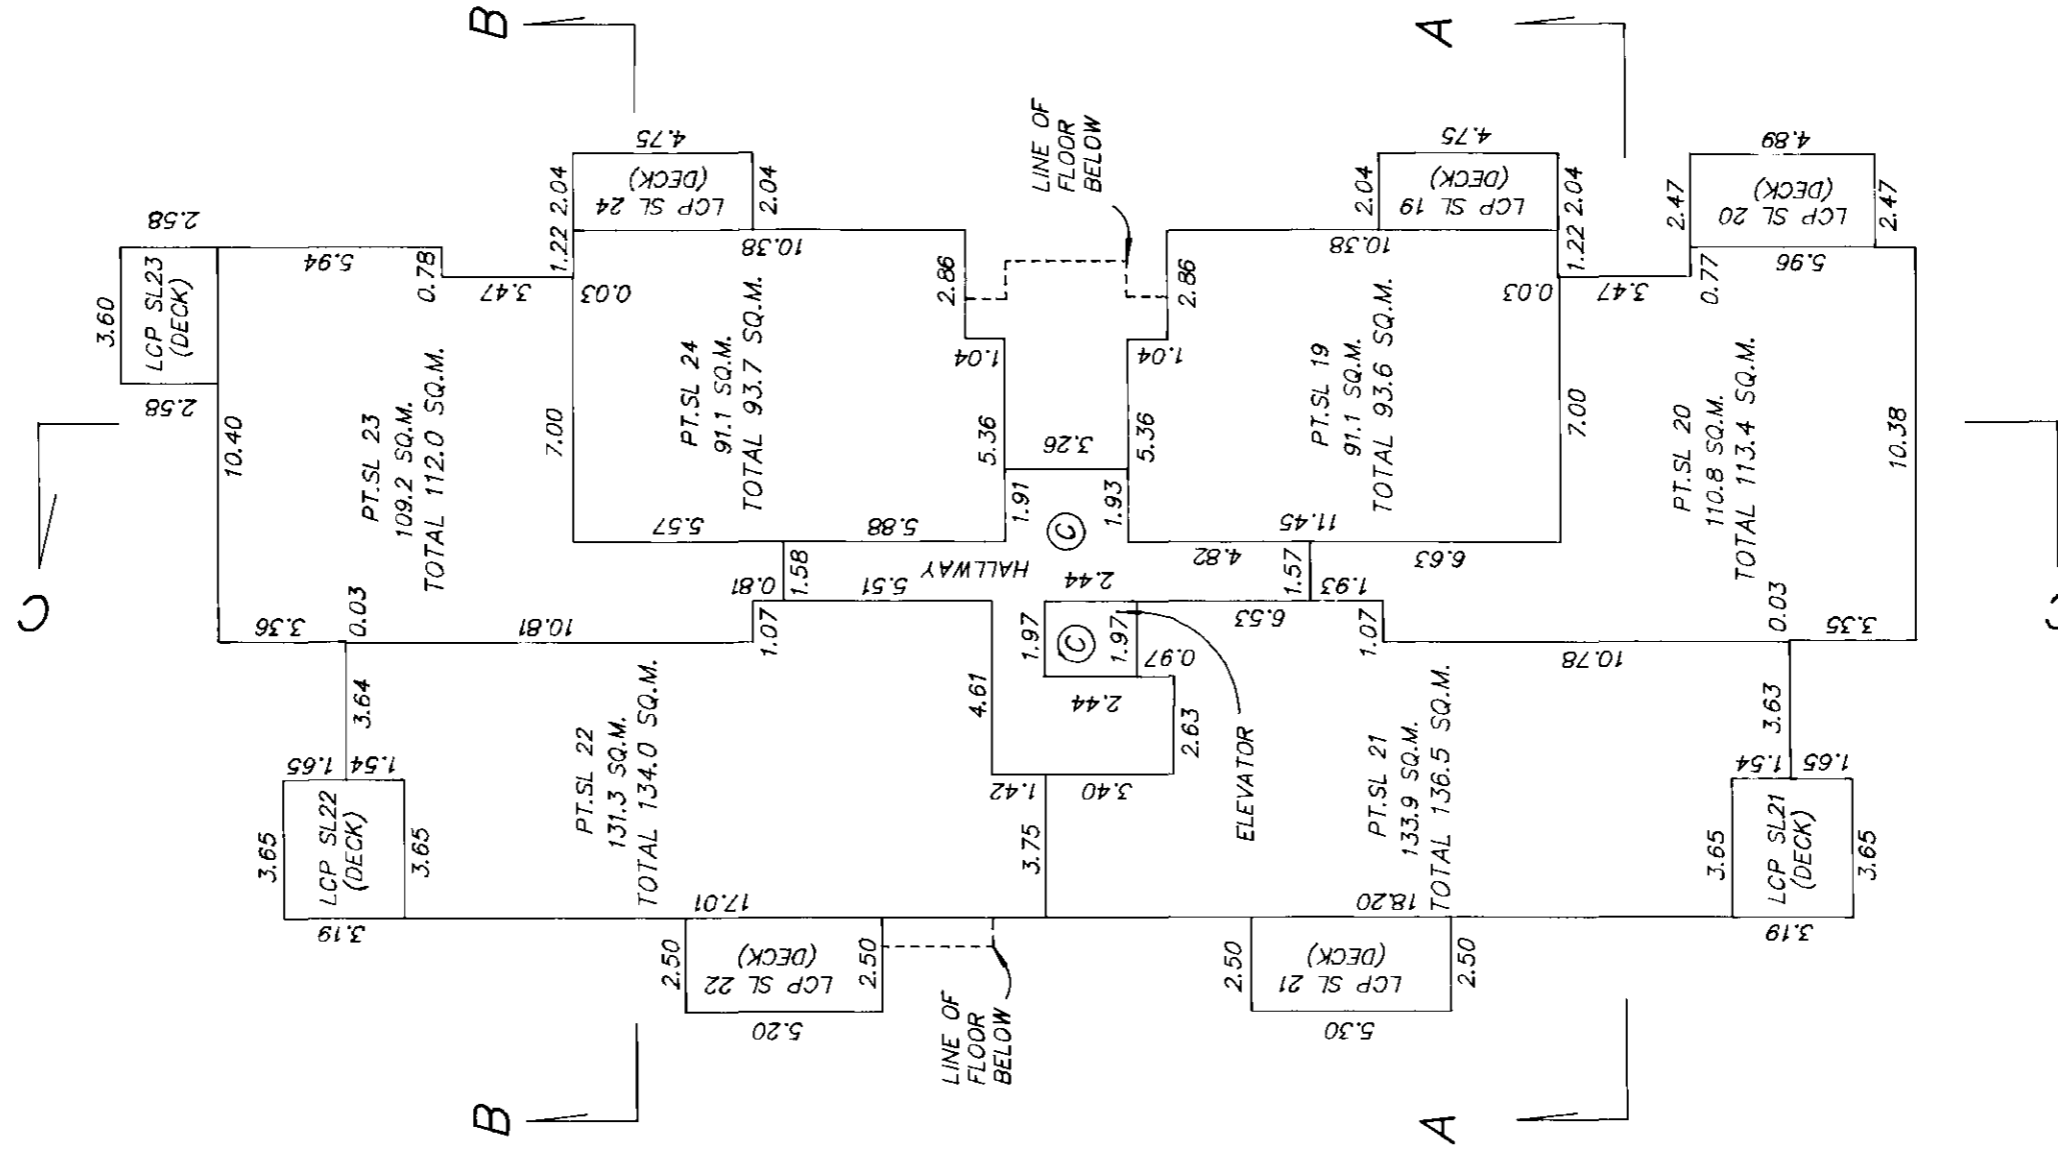 B
A
4.75
2.04
LCP SL 24
(DECK)
2.04
1.22
10.38
0.03
LINE OF
FLOOR
BELOW
4.75
2.04
LCP SL 19
(DECK)
2.04
1.22
10.38
0.03
4.89
2.47
LCP SL 20
(DECK)
2.47
5.96
0.77
3.47
2.58
3.60
LCP SL23
(DECK)
2.58
5.94
0.78
3.47
10.40
PT.SL 23
109.2 SQ.M.
TOTAL 112.0 SQ.M.
7.00
PT.SL 24
91.1 SQ.M.
TOTAL 93.7 SQ.M.
2.86
1.04
5.36
3.26
2.86
1.04
5.36
PT.SL 19
91.1 SQ.M.
TOTAL 93.6 SQ.M.
7.00
PT.SL 20
110.8 SQ.M.
TOTAL 113.4 SQ.M.
10.38
C
3.36
0.03
10.81
5.57
5.88
1.91
C
1.93
11.45
4.82
6.63
0.81
1.58
5.51
HALLWAY
2.44
1.57
1.93
6.53
1.07
1.97
C
1.97
0.97
1.07
10.78
0.03
3.35
C
3.64
1.65
1.54
3.65
LCP SL22
(DECK)
3.65
3.19
PT.SL 22
131.3 SQ.M.
TOTAL 134.0 SQ.M.
4.61
2.44
2.63
1.42
3.40
3.75
ELEVATOR
PT.SL 21
133.9 SQ.M.
TOTAL 136.5 SQ.M.
3.63
1.54
1.65
3.65
LCP SL21
(DECK)
3.65
3.19
17.01
18.20
2.50
LCP SL 22
(DECK)
2.50
5.20
LINE OF
FLOOR
BELOW
2.50
LCP SL 21
(DECK)
2.50
5.30
B
A